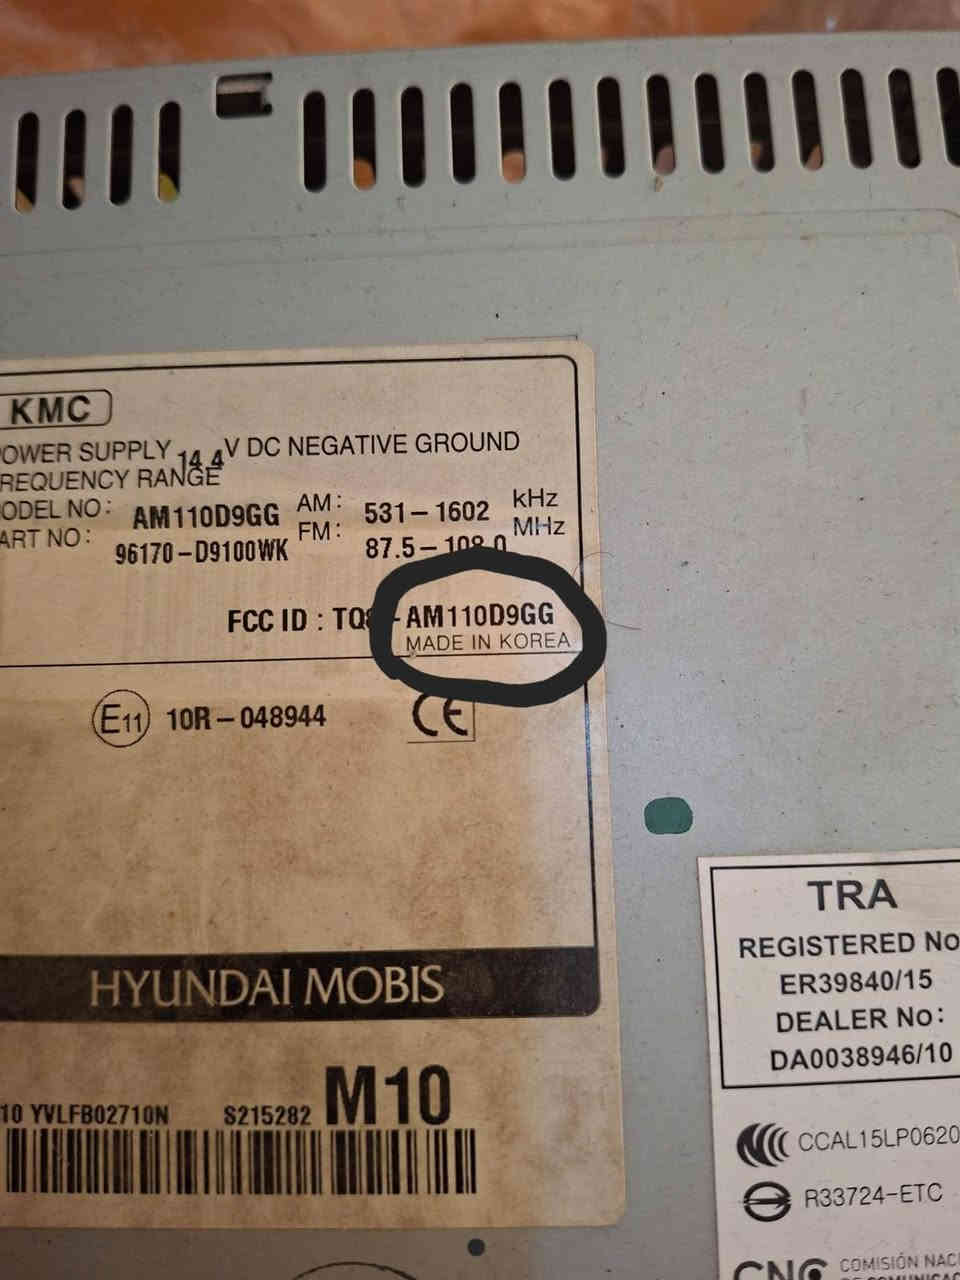 KMC
OWER SUPPLY 14.4V DC NEGATIVE GROUND
REQUENCY RANGE
ODEL NO: AM110D9GG AM: 531-1602 kHz
ART NO: 96170-D9100WK FM: 87.5-108.0 MHz
FCC ID : TQ -AM110D9GG
MADE IN KOREA
E11 10R-048944 CE
HYUNDAI MOBIS
10 YVLFB02710N S215282 M10
TRA
REGISTERED No
ER39840/15
DEALER No:
DA0038946/10
CCAL15LP0620
R33724-ETC
CNC COMISIÓN NAC